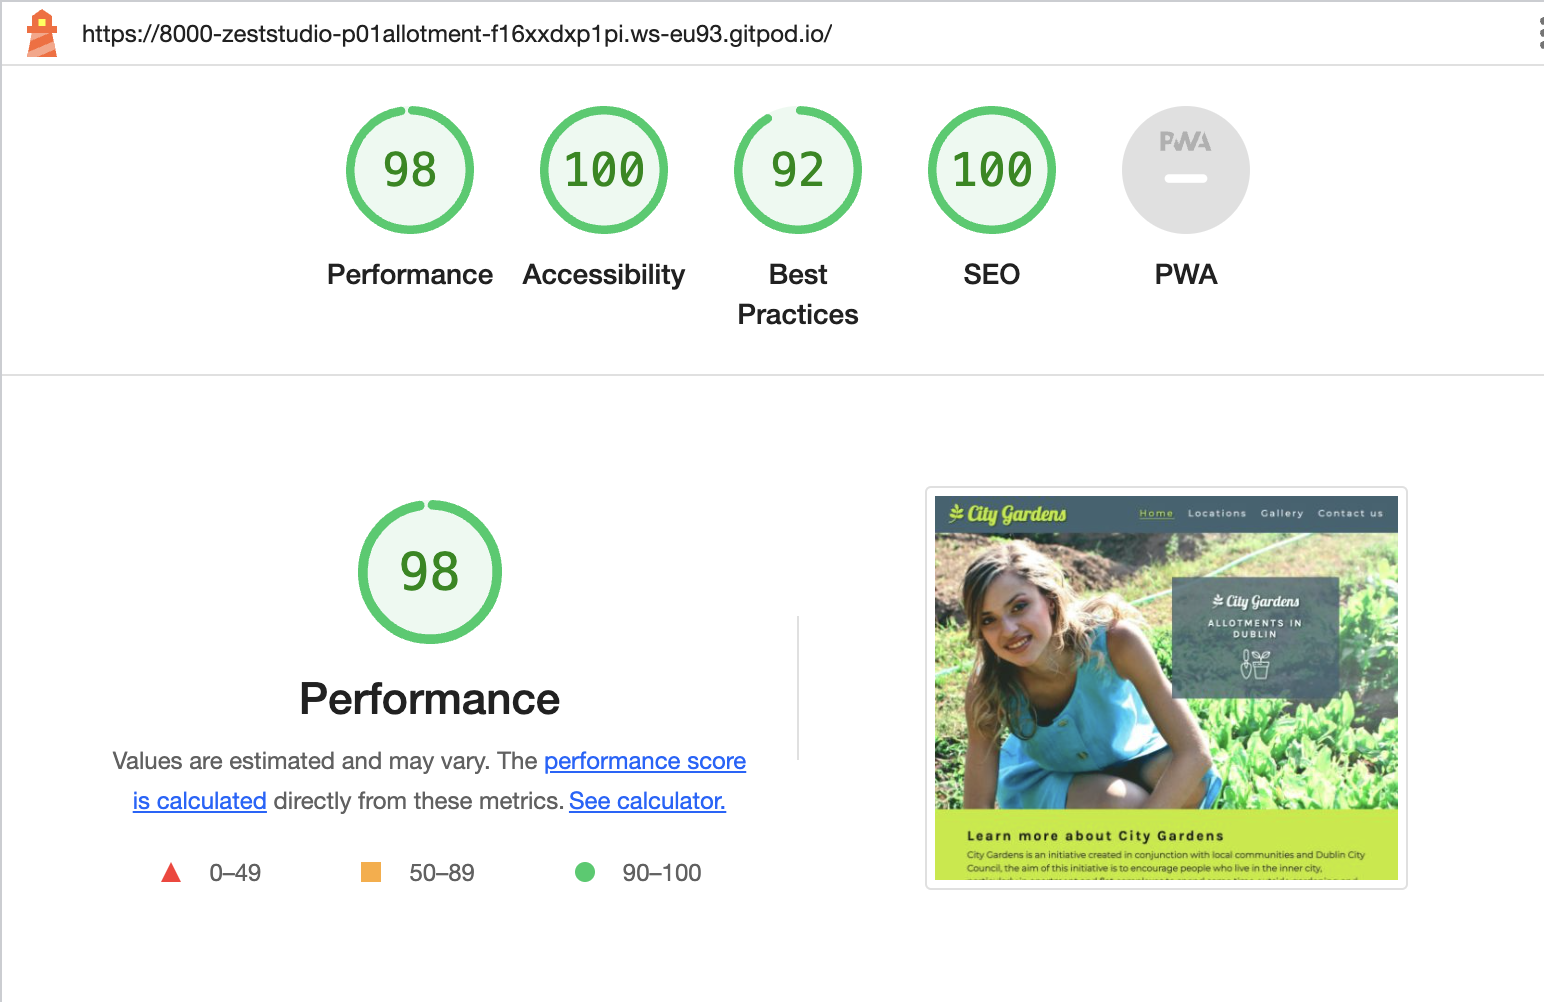 https://8000-zeststudio-p01allotment-f16xxdxp1pi.ws-eu93.gitpod.io/
98
100
92
100
PWA
Performance
Accessibility
Best
Practices
SEO
PWA
98
Performance
Values are estimated and may vary. The performance score
is calculated directly from these metrics. See calculator.
0–49
50–89
90–100
City Gardens
Home Locations Gallery Contact us
City Gardens
ALLOTMENTS IN
DUBLIN
Learn more about City Gardens
City Gardens is an initiative created in conjunction with local communities and Dublin City
Council, the aim of this initiative is to encourage people who live in the inner city,